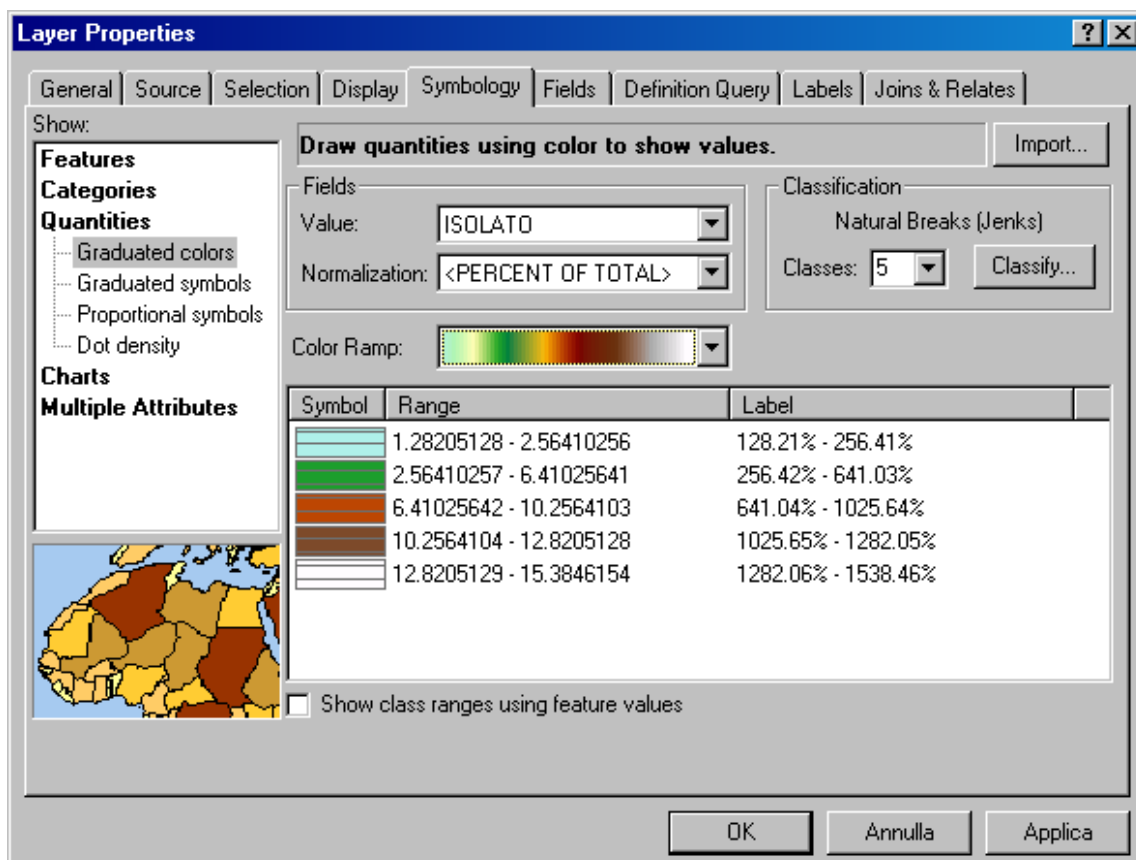 Layer Properties
General Source Selection Display Symbology Fields Definition Query Labels Joins & Relates
Show:
Features
Categories
Quantities
Graduated colors
Graduated symbols
Proportional symbols
Dot density
Charts
Multiple Attributes
Draw quantities using color to show values.
Import...
Fields
Value: ISOLATO
Normalization: <PERCENT OF TOTAL>
Classification
Natural Breaks (Jenks)
Classes: 5 Classify...
Color Ramp:
Symbol Range Label
1.28205128 - 2.56410256 128.21% - 256.41%
2.56410257 - 6.41025641 256.42% - 641.03%
6.41025642 - 10.2564103 641.04% - 1025.64%
10.2564104 - 12.8205128 1025.65% - 1282.05%
12.8205129 - 15.3846154 1282.06% - 1538.46%
Show class ranges using feature values
OK Annulla Applica